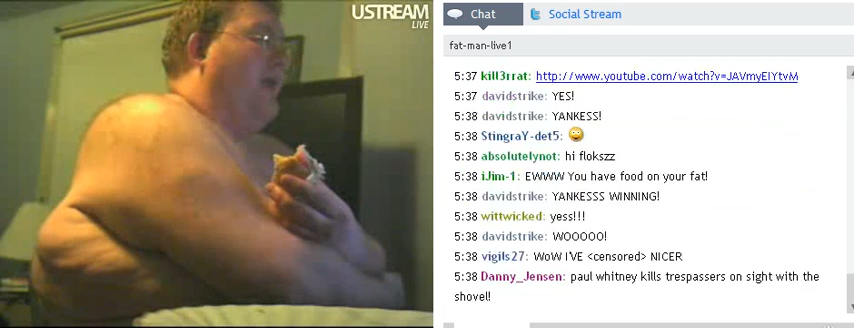 USTREAM
LIVE
Chat
Social Stream
fat-man-live1
5:37 kill3rrat: http://www.youtube.com/watch?v=JAVmyEIYtvM
5:37 davidstrike: YES!
5:38 davidstrike: YANKESS!
5:38 StingraY-det5:
5:38 absolutelynot: hi flokszz
5:38 iJim-1: EWWW You have food on your fat!
5:38 davidstrike: YANKESSS WINNING!
5:38 wittwicked: yess!!!
5:38 davidstrike: WOOOOO!
5:38 vigils27: WoW I'VE <censored> NICER
5:38 Danny_Jensen: paul whitney kills trespassers on sight with the
shovel!